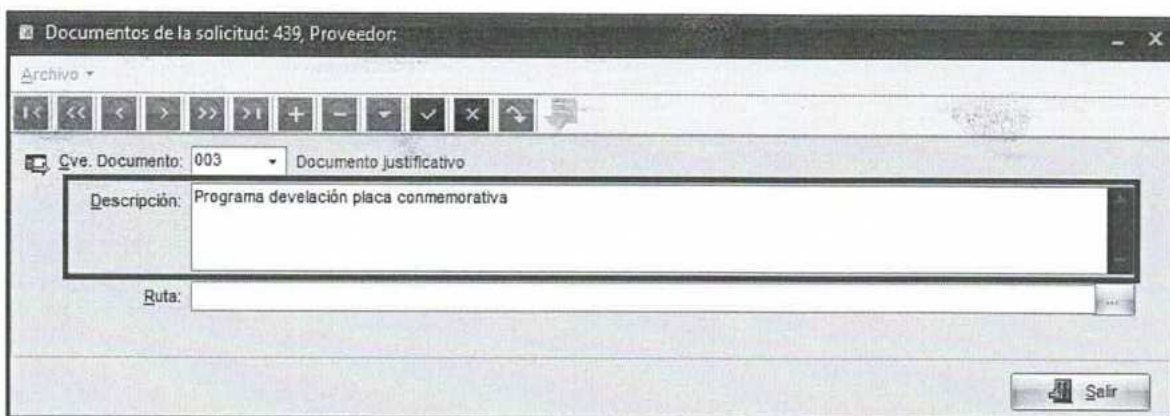 Documentos de la solicitud: 439, Proveedor:
Archivo
Cve. Documento: 003 Documento justificativo
Descripción: Programa develación placa conmemorativa
Ruta: ...
Salir